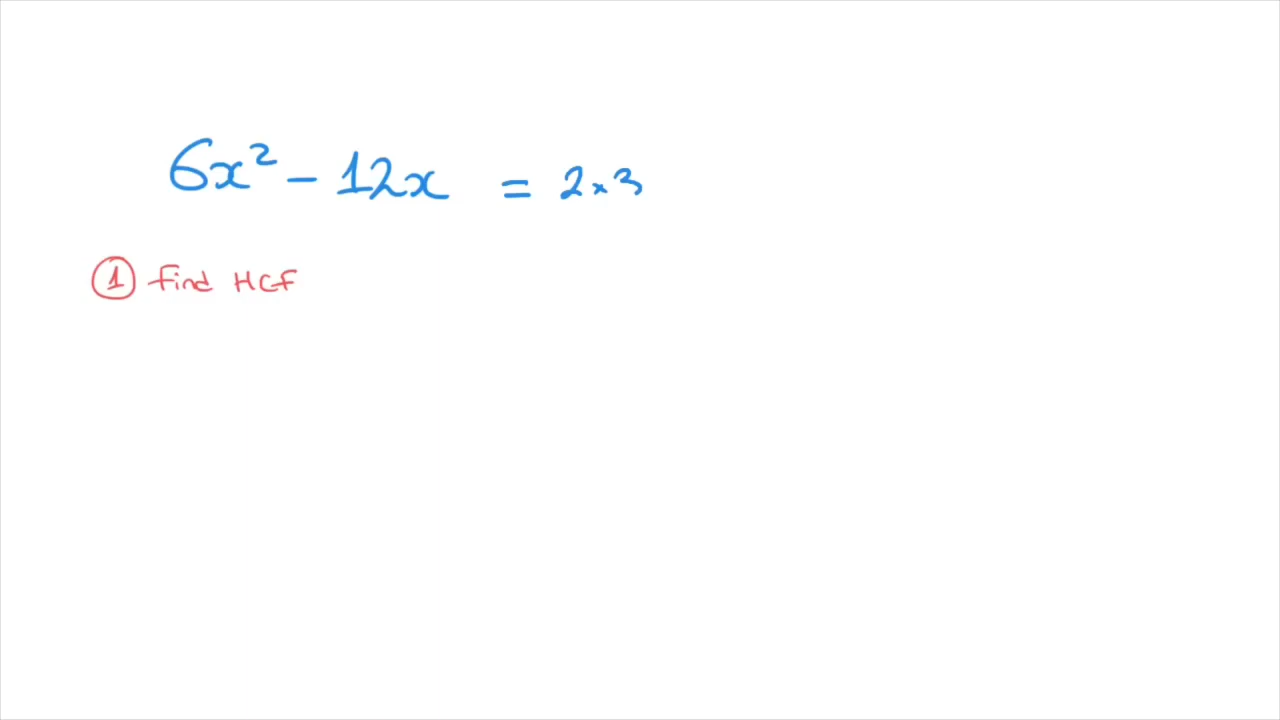 6x² - 12x = 2×3
① find HCF